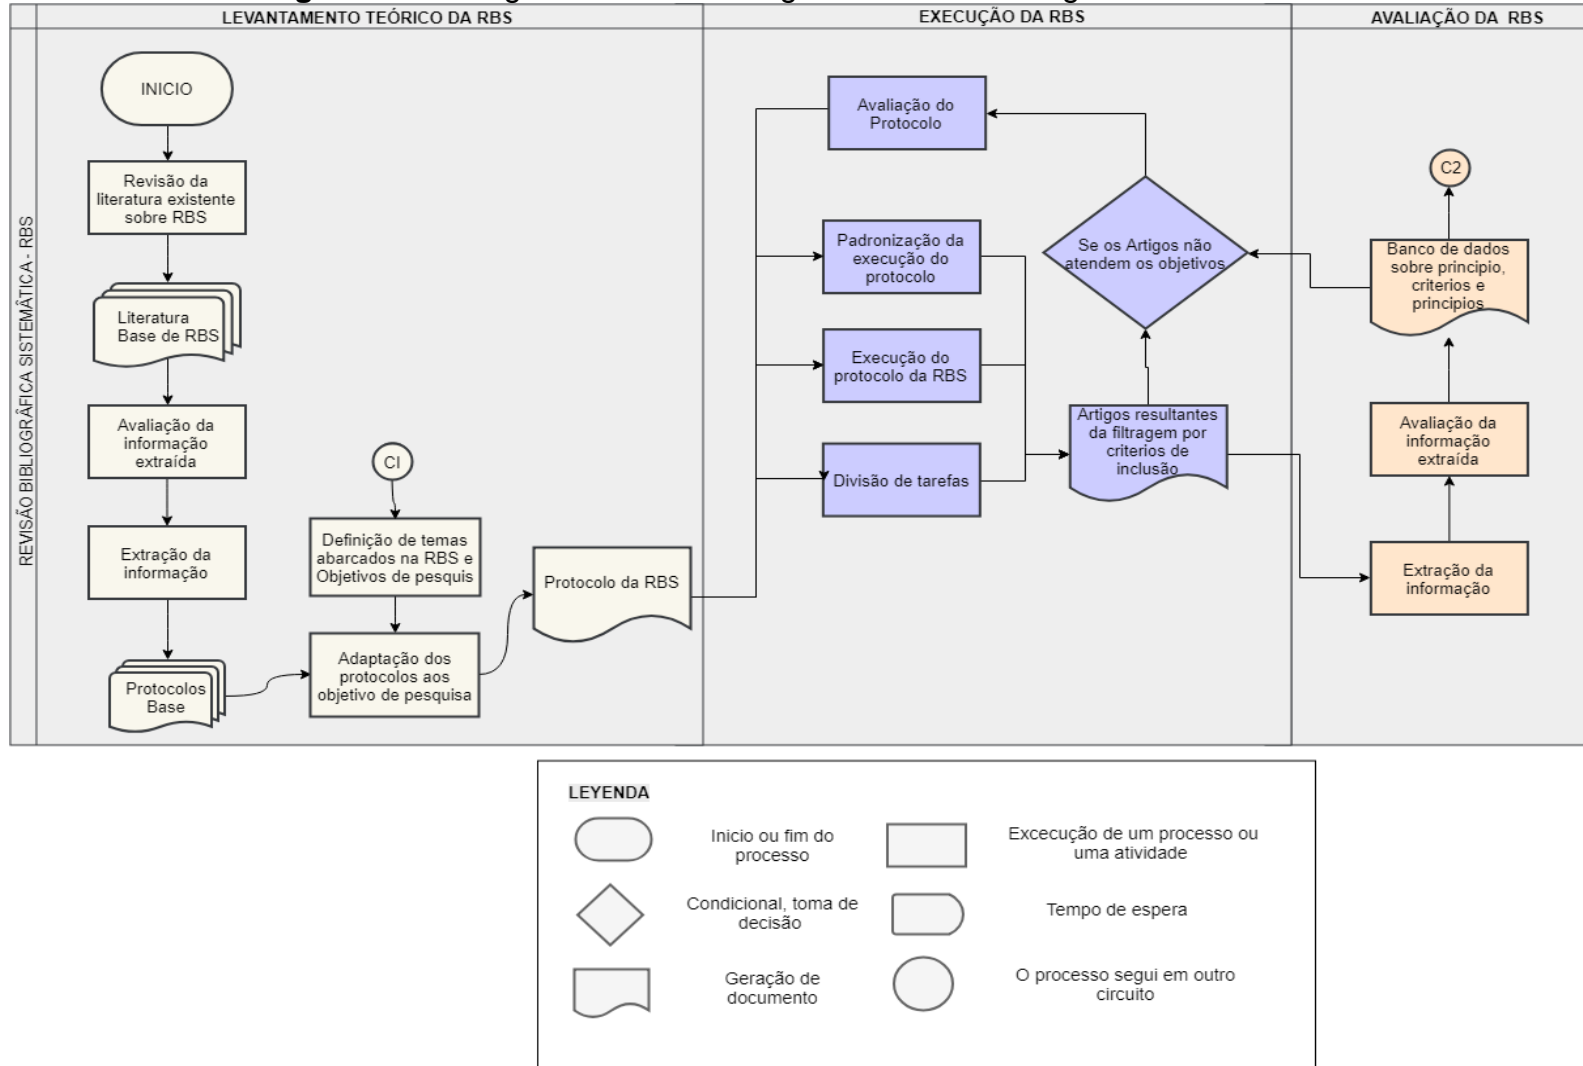 LEVANTAMENTO TEÓRICO DA RBS
EXECUÇÃO DA RBS
AVALIAÇÃO DA RBS
REVISÃO BIBLIOGRÂFICA SISTEMÂTICA - RBS
INICIO
Revisão da
literatura existente
sobre RBS
Literatura
Base de RBS
Avaliação da
informação
extraída
Extração da
informação
Protocolos
Base
CI
Definição de temas
abarcados na RBS e
Objetivos de pesquis
Adaptação dos
protocolos aos
objetivo de pesquisa
Protocolo da RBS
Avaliação do
Protocolo
Padronização da
execução do
protocolo
Execução do
protocolo da RBS
Divisão de tarefas
Se os Artigos não
atendem os objetivos
Artigos resultantes
da filtragem por
criterios de
inclusão
C2
Banco de dados
sobre principio,
criterios e
principios
Avaliação da
informação
extraída
Extração da
informação
LEYENDA
Inicio ou fim do
processo
Excecução de um processo ou
uma atividade
Condicional, toma de
decisão
Tempo de espera
Geração de
documento
O processo segui em outro
circuito